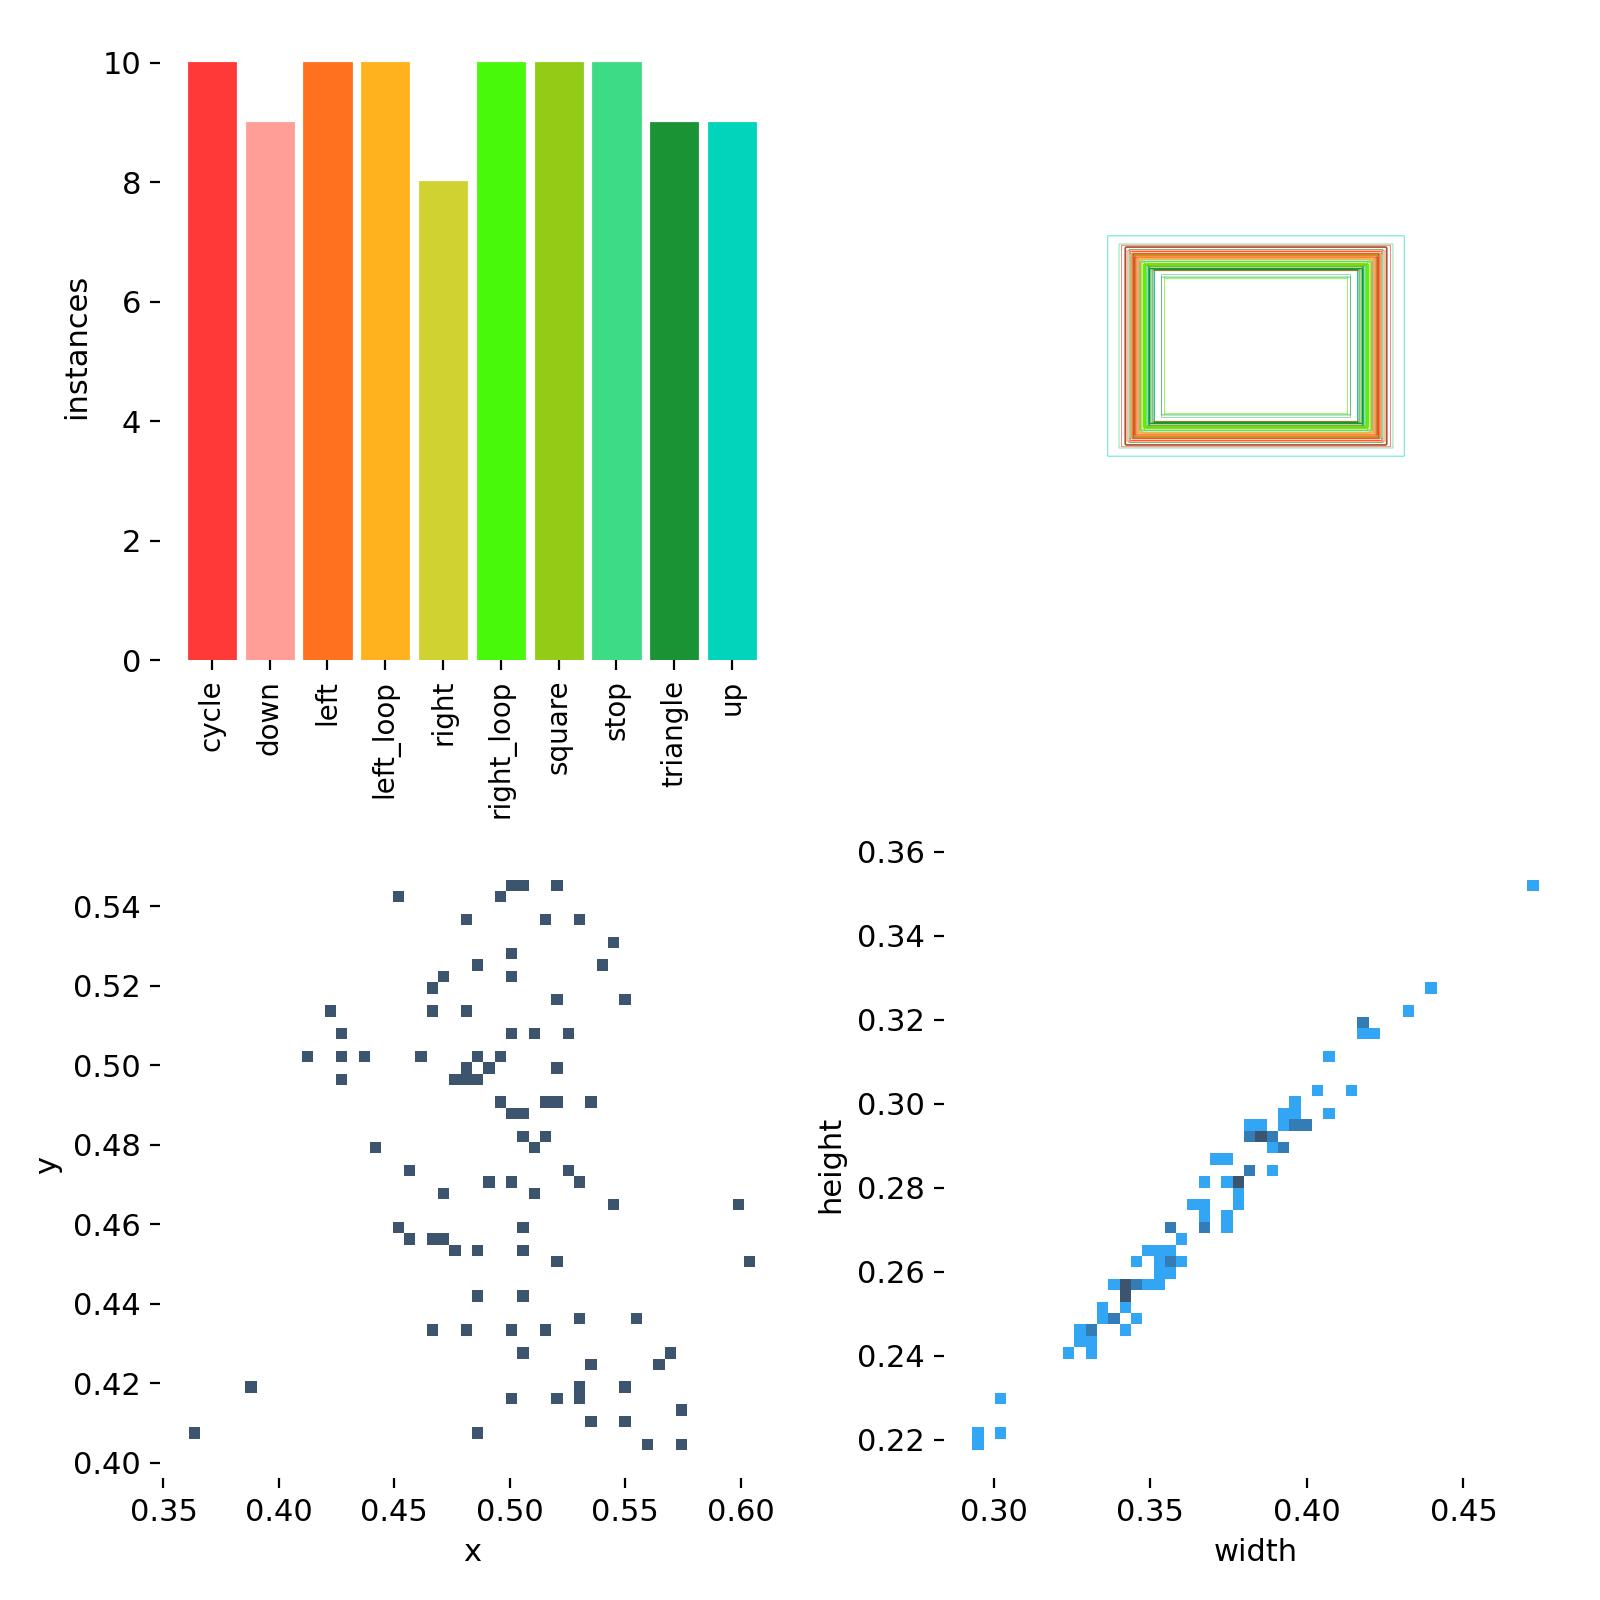 10
8
6
4
2
0
instances
cycle
down
left
left_loop
right
right_loop
square
stop
triangle
up
0.54
0.52
0.50
0.48
0.46
0.44
0.42
0.40
y
0.35 0.40 0.45 0.50 0.55 0.60
x
0.36
0.34
0.32
0.30
0.28
0.26
0.24
0.22
height
0.30 0.35 0.40 0.45
width